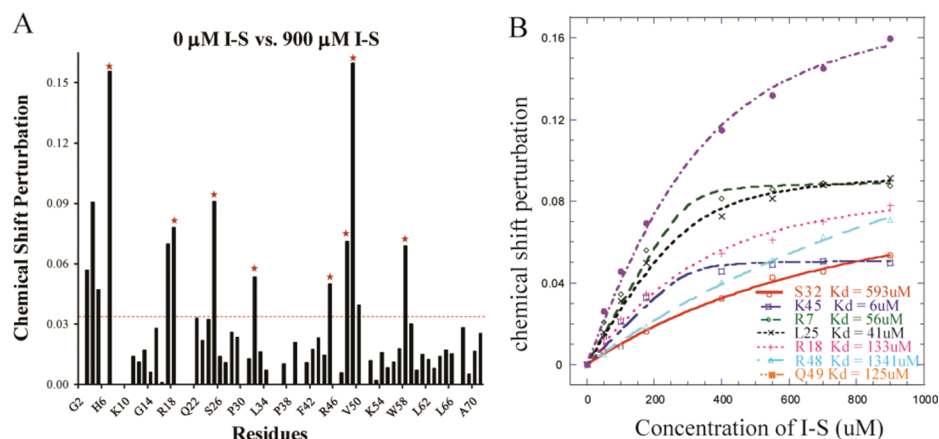 A
0 µM I-S vs. 900 µM I-S
Chemical Shift Perturbation
0.15
0.12
0.09
0.06
0.03
0.00
G2 H6 K10 G14 R18 Q22 S26 P30 L34 P38 F42 R46 V50 K54 W58 L62 L66 A70
Residues
B
chemical shift perturbation
0.16
0.12
0.08
0.04
0.0
S32 Kd = 593uM
K45 Kd = 6uM
R7 Kd = 56uM
L25 Kd = 41uM
R18 Kd = 133uM
R48 Kd = 1341uM
Q49 Kd = 125uM
0 200 400 600 800 1000
Concentration of I-S (uM)